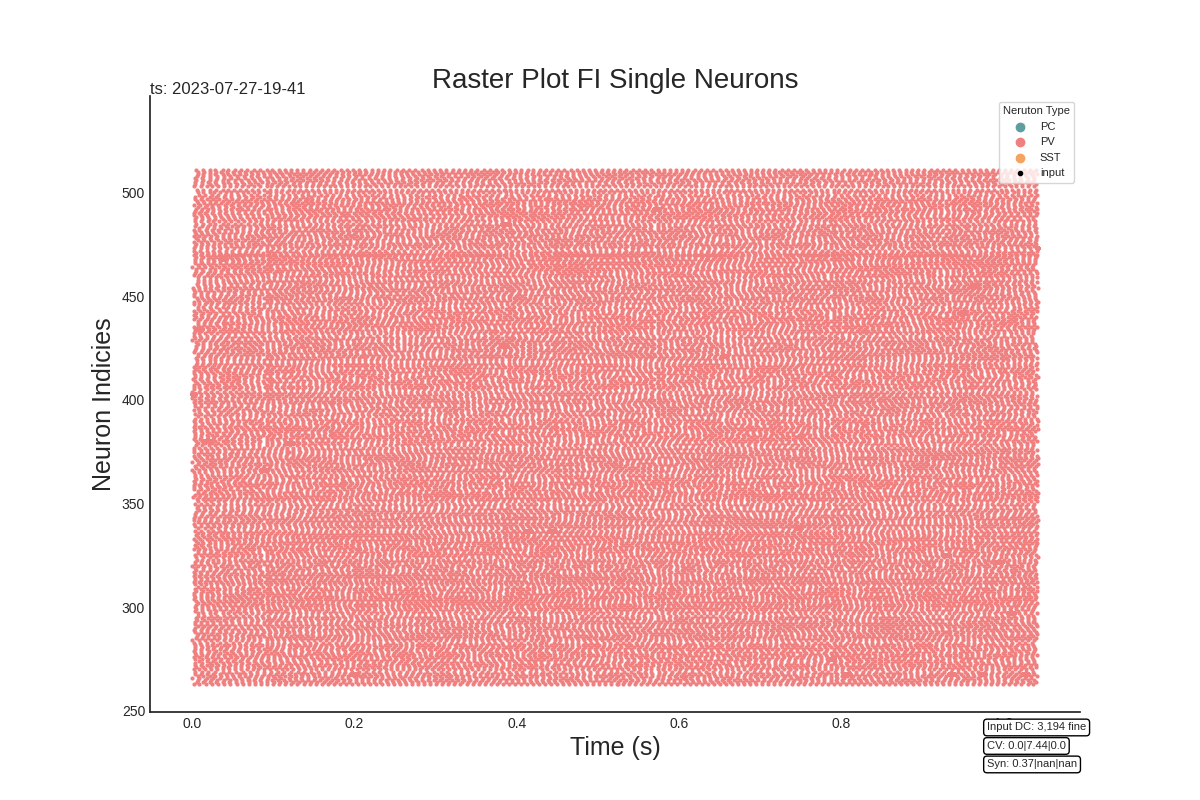 Raster Plot FI Single Neurons
ts: 2023-07-27-19-41
Neruton Type
PC
PV
SST
input
Neuron Indicies
500
450
400
350
300
250
0.0 0.2 0.4 0.6 0.8
Time (s)
Input DC: 3,194 fine
CV: 0.0|7.44|0.0
Syn: 0.37|nan|nan